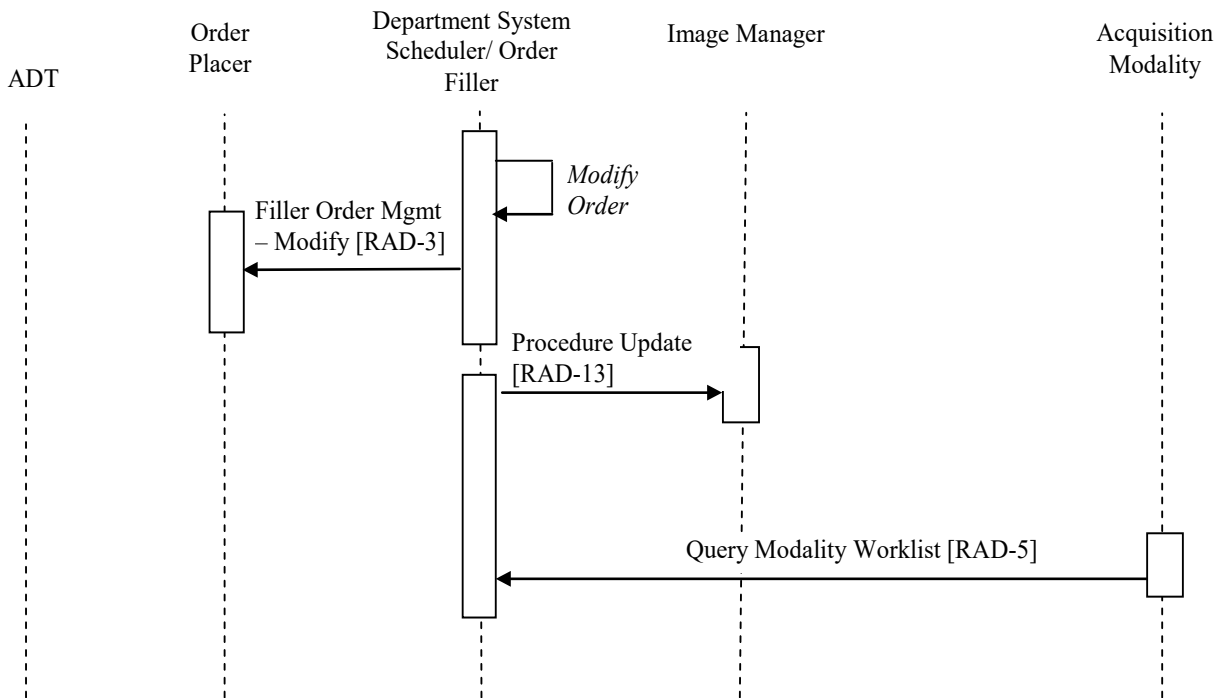 ADT
Order
Placer
Department System
Scheduler/ Order
Filler
Image Manager
Acquisition
Modality
Modify
Order
Filler Order Mgmt
– Modify [RAD-3]
Procedure Update
[RAD-13]
Query Modality Worklist [RAD-5]